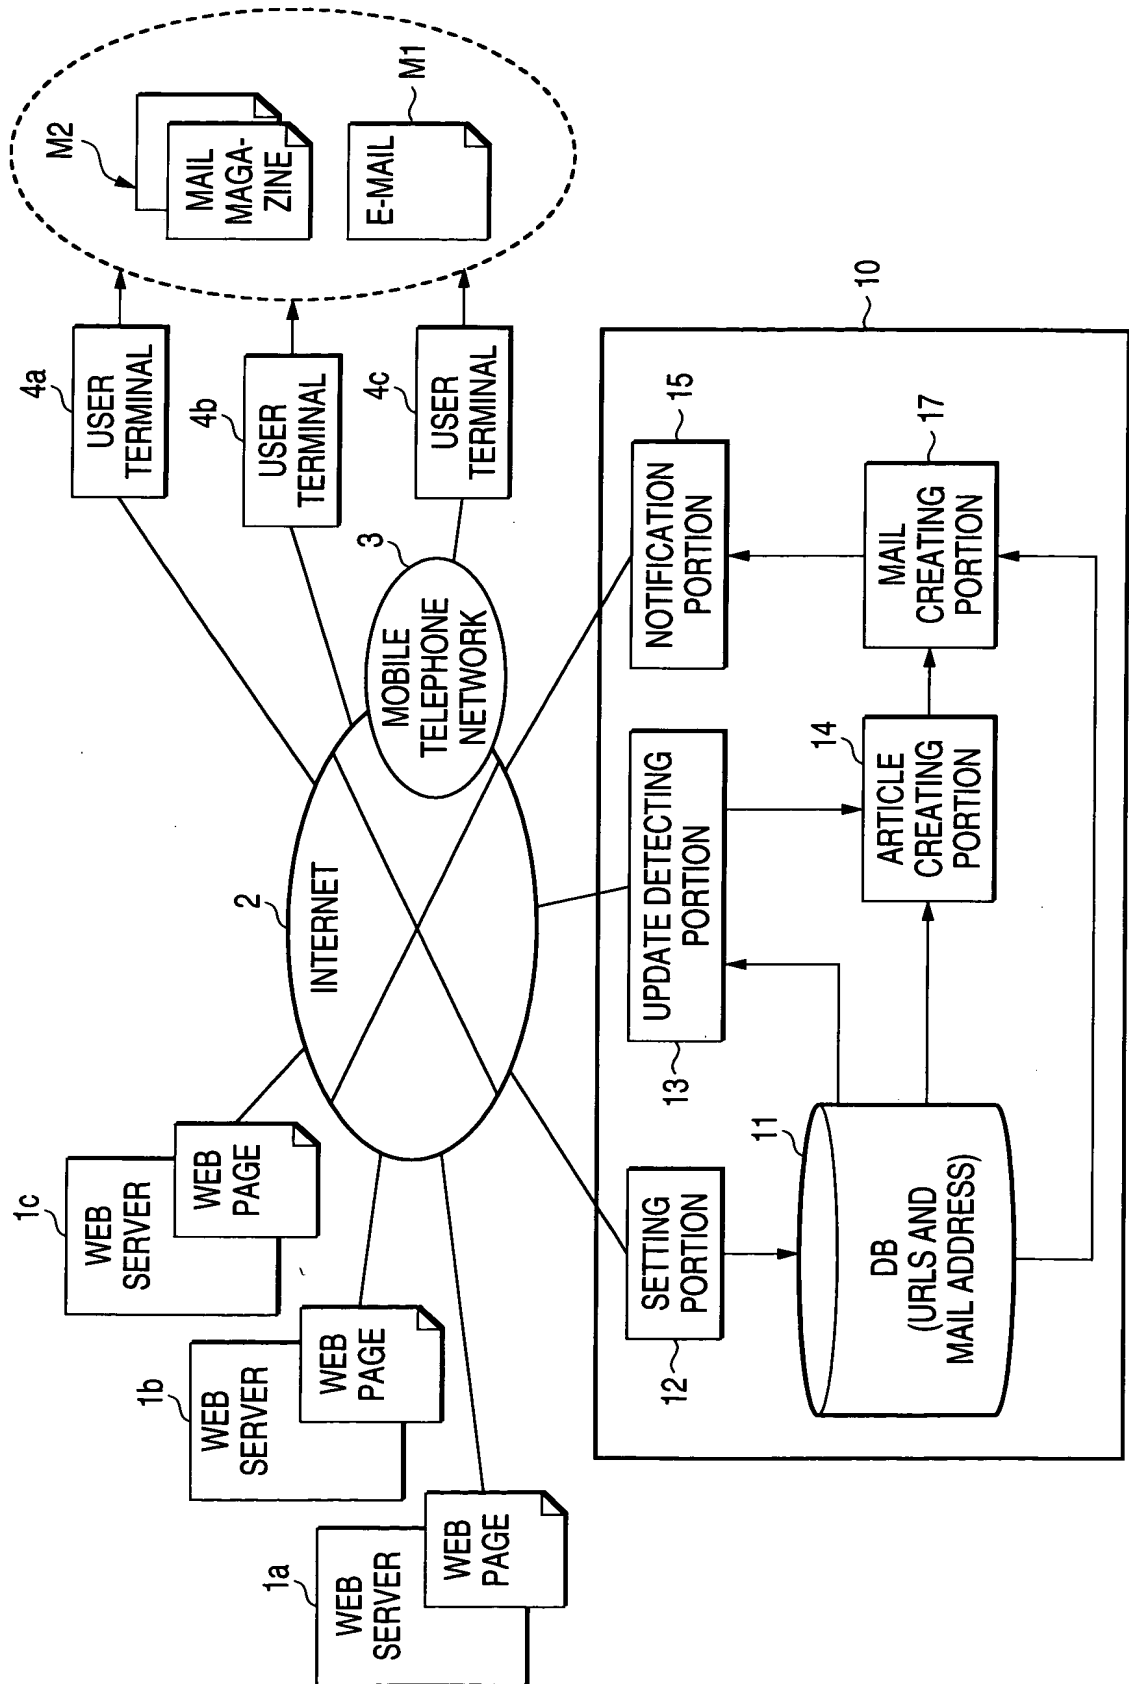 1a
WEB
SERVER
WEB
PAGE
1b
WEB
SERVER
WEB
PAGE
1c
WEB
SERVER
WEB
PAGE
2
INTERNET
3
MOBILE
TELEPHONE
NETWORK
4a
USER
TERMINAL
4b
USER
TERMINAL
4c
USER
TERMINAL
M2
MAIL
MAGA-
ZINE
M1
E-MAIL
10
12
SETTING
PORTION
13
UPDATE DETECTING
PORTION
15
NOTIFICATION
PORTION
11
DB
(URLS AND
MAIL ADDRESS)
14
ARTICLE
CREATING
PORTION
17
MAIL
CREATING
PORTION